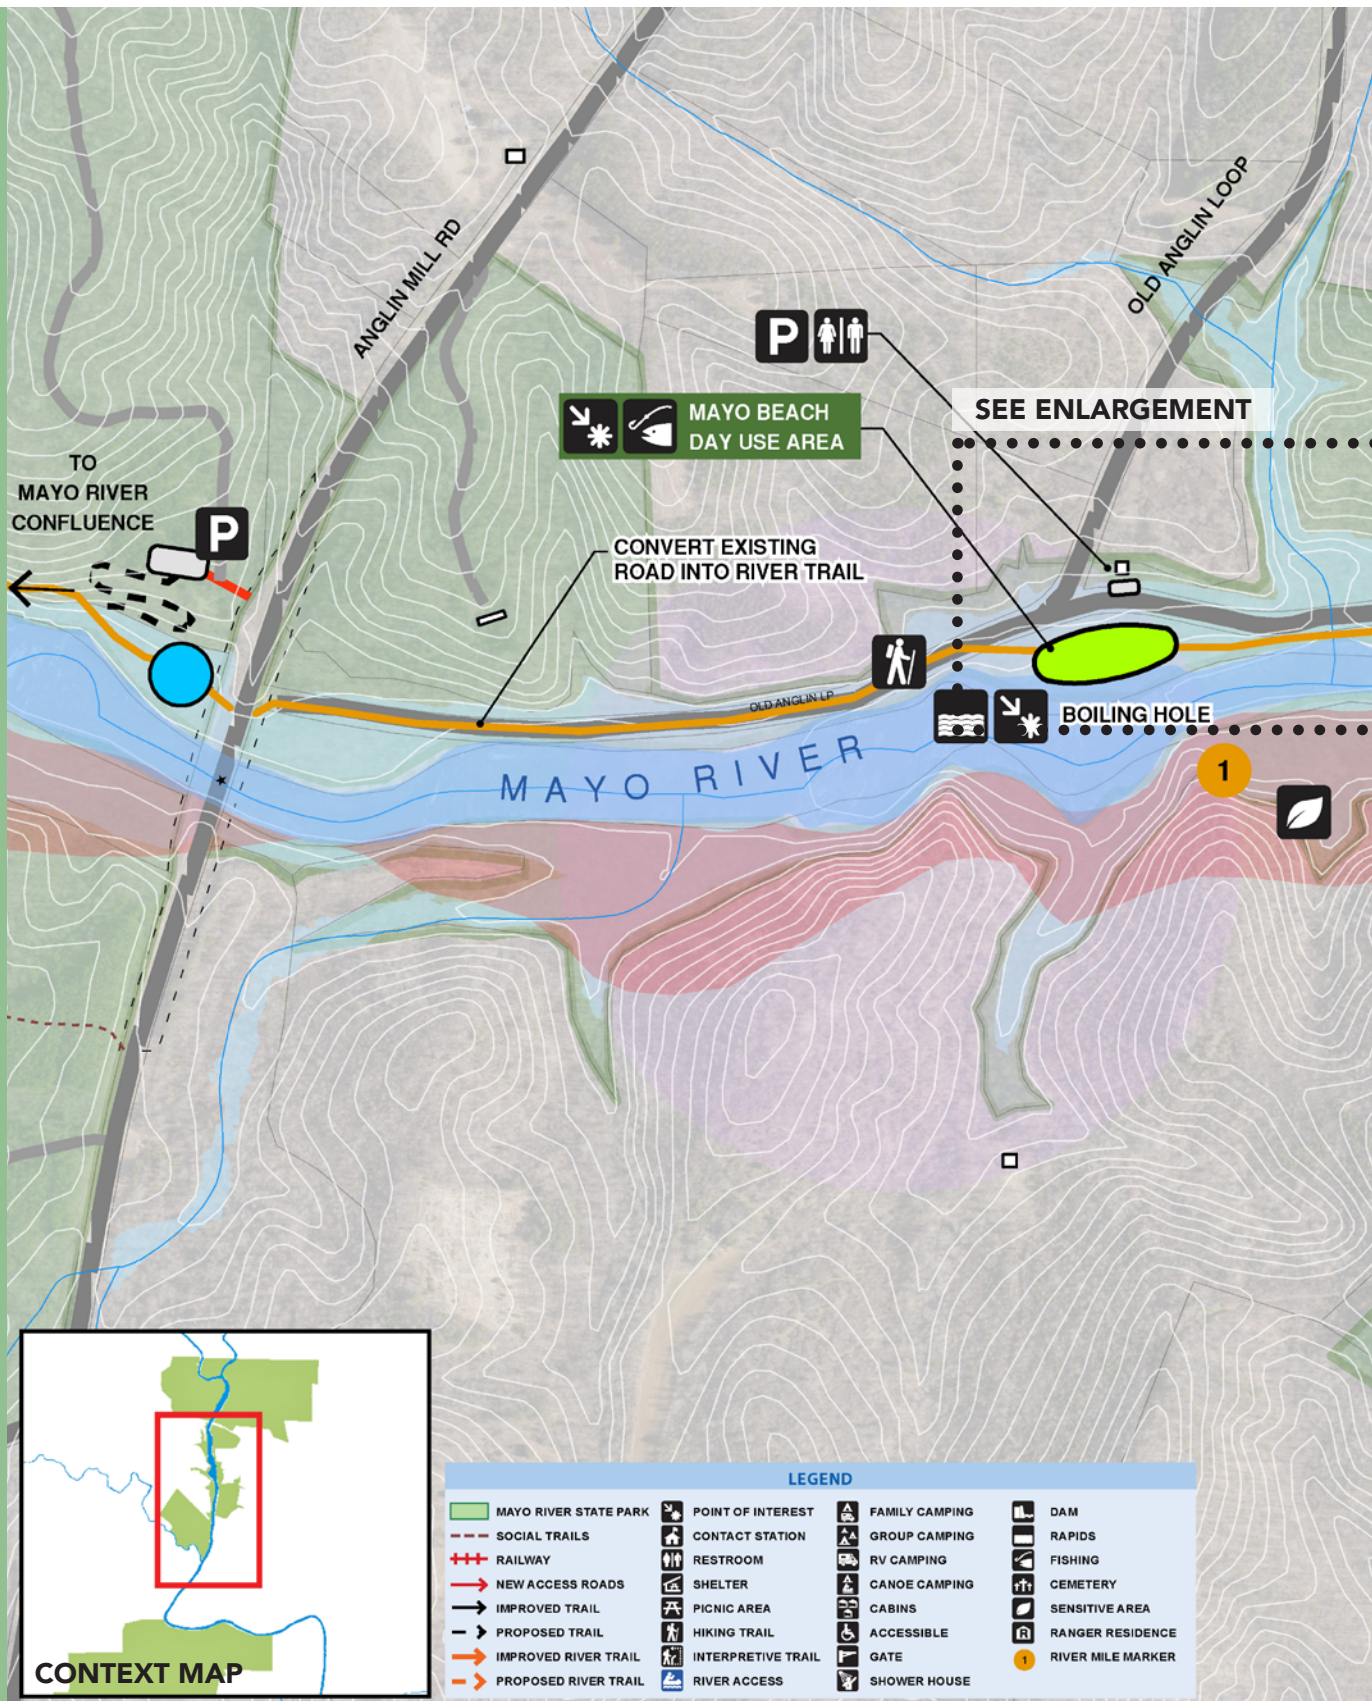 ANGLIN MILL RD
OLD ANGLIN LOOP
P
MAYO BEACH
DAY USE AREA
SEE ENLARGEMENT
TO
MAYO RIVER
CONFLUENCE
P
CONVERT EXISTING
ROAD INTO RIVER TRAIL
OLD ANGLIN LP
BOILING HOLE
MAYO RIVER
1
CONTEXT MAP
LEGEND
MAYO RIVER STATE PARK
SOCIAL TRAILS
RAILWAY
NEW ACCESS ROADS
IMPROVED TRAIL
PROPOSED TRAIL
IMPROVED RIVER TRAIL
PROPOSED RIVER TRAIL
POINT OF INTEREST
CONTACT STATION
RESTROOM
SHELTER
PICNIC AREA
HIKING TRAIL
INTERPRETIVE TRAIL
RIVER ACCESS
FAMILY CAMPING
GROUP CAMPING
RV CAMPING
CANOE CAMPING
CABINS
ACCESSIBLE
GATE
SHOWER HOUSE
DAM
RAPIDS
FISHING
CEMETERY
SENSITIVE AREA
R
RANGER RESIDENCE
1
RIVER MILE MARKER